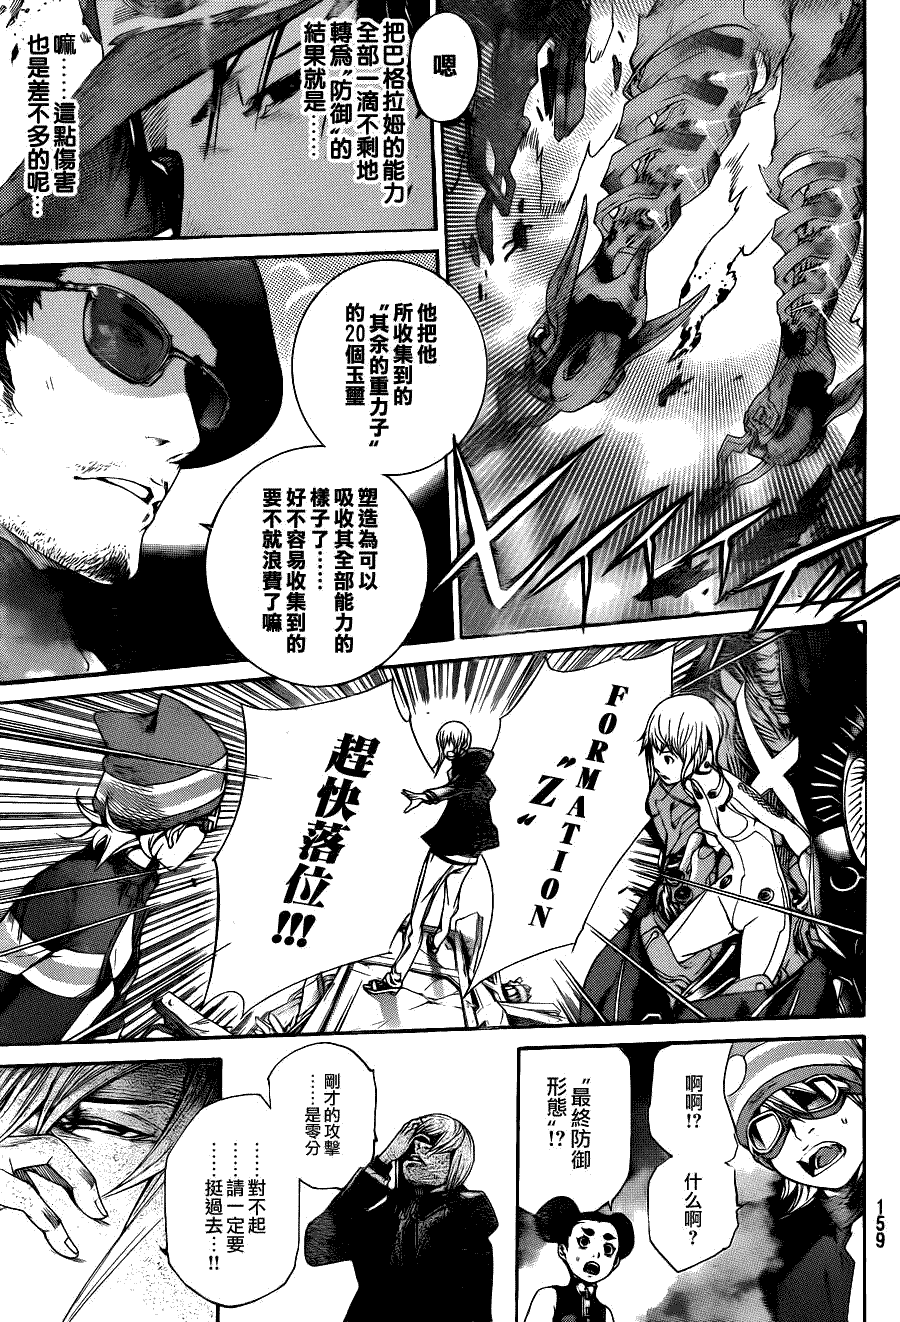 嗯
把巴格拉姆的能力
全部一滴不剩地
轉爲〝防御〞的
結果就是……
嘛……這點傷害
也是差不多的呢…
他把他
所收集到的
〝其余的重力子〞
的20個玉璽
塑造為可以
吸收其全部能力的
樣子了……
好不容易收集到的
要不就浪費了嘛
FORMATION
〝Z〞
趕快落位!!!
啊啊!?
什么啊?
〝最終防御
形態〞!?
剛才的攻擊
……是零分
……對不起
……請一定要
挺過去…!!
159